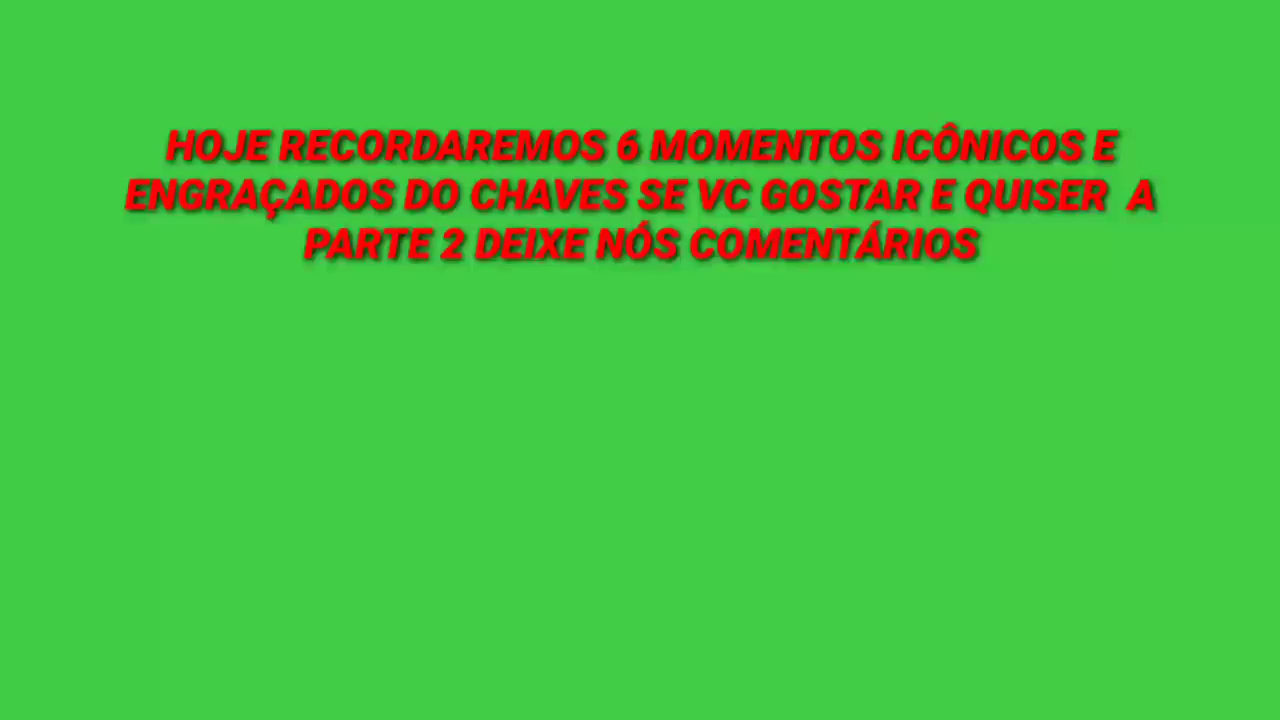 HOJE RECORDAREMOS 6 MOMENTOS ICÔNICOS E
ENGRAÇADOS DO CHAVES SE VC GOSTAR E QUISER  A
PARTE 2 DEIXE NÓS COMENTÁRIOS